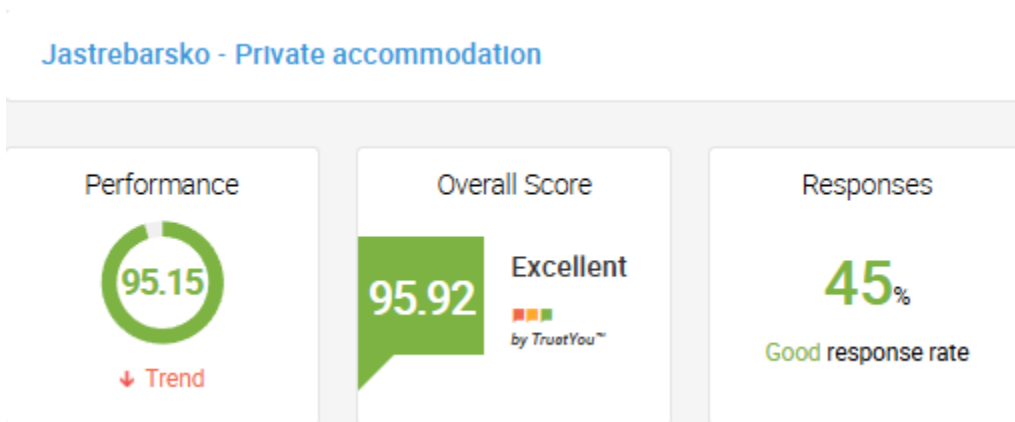 Jastrebarsko - Private accommodation
Performance
95.15
↓ Trend
Overall Score
95.92
Excellent
by TrustYou™
Responses
45%
Good response rate